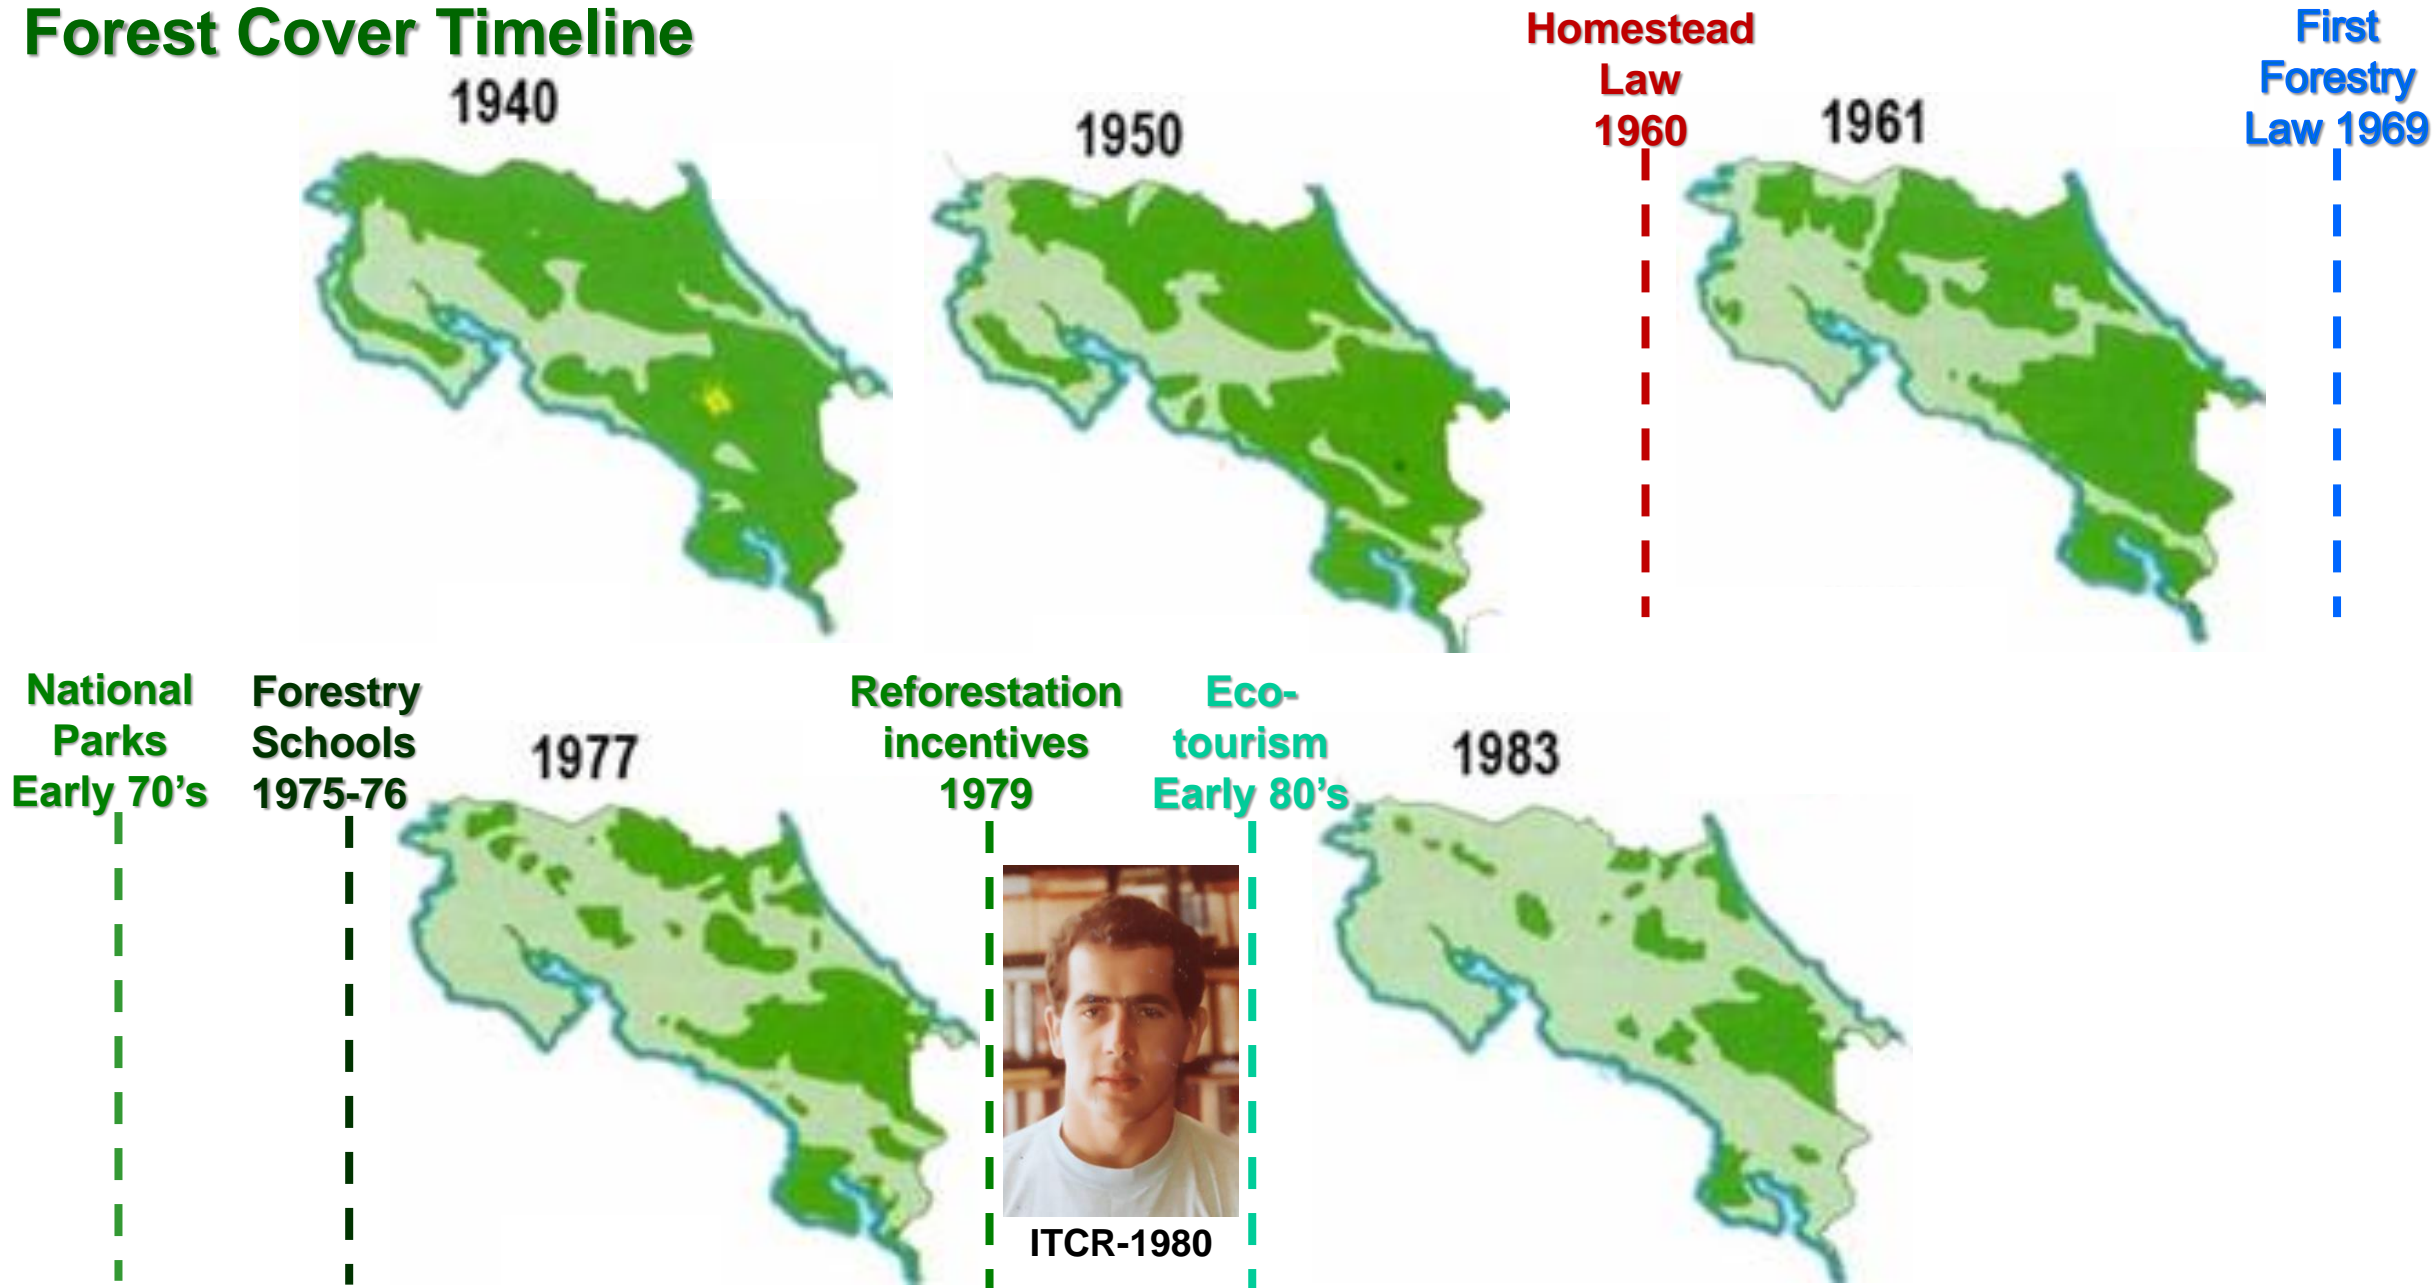 Forest Cover Timeline
1940
1950
Homestead
Law
1960
1961
First
Forestry
Law 1969
National
Parks
Early 70’s
Forestry
Schools
1975-76
1977
Reforestation
incentives
1979
Eco-
tourism
Early 80’s
1983
ITCR-1980